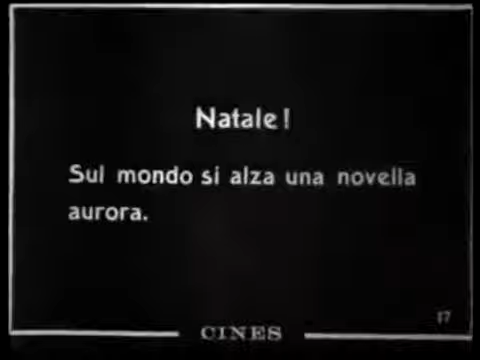 Natale!
Sul mondo si alza una novella
aurora.
17
CINES